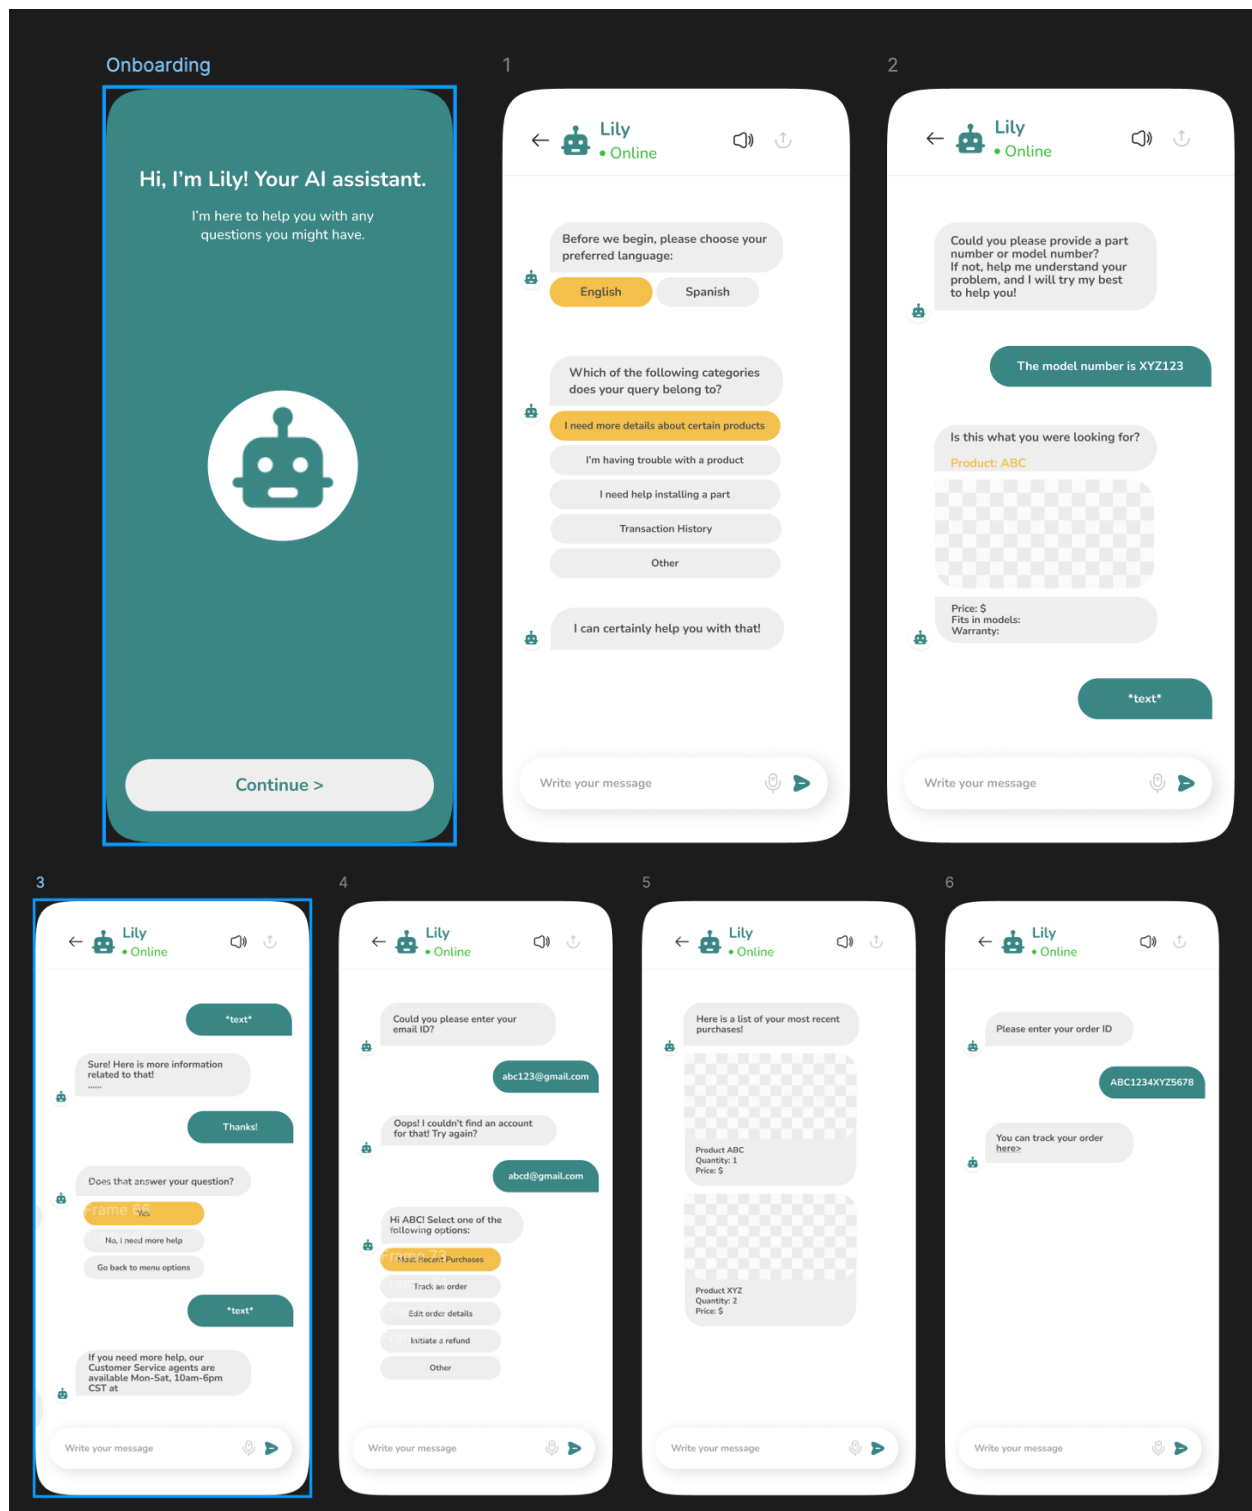 Onboarding
Hi, I'm Lily! Your AI assistant.
I'm here to help you with any
questions you might have.
Continue >
1
Lily
• Online
Before we begin, please choose your
preferred language:
English
Spanish
Which of the following categories
does your query belong to?
I need more details about certain products
I'm having trouble with a product
I need help installing a part
Transaction History
Other
I can certainly help you with that!
Write your message
2
Lily
• Online
Could you please provide a part
number or model number?
If not, help me understand your
problem, and I will try my best
to help you!
The model number is XYZ123
Is this what you were looking for?
Product: ABC
Price: $
Fits in models:
Warranty:
*text*
Write your message
3
Lily
• Online
*text*
Sure! Here is more information
related to that!
......
Thanks!
Does that answer your question?
Frame 66
Yes
No, I need more help
Go back to menu options
*text*
If you need more help, our
Customer Service agents are
available Mon-Sat, 10am-6pm
CST at
Write your message
4
Lily
• Online
Could you please enter your
email ID?
abc123@gmail.com
Oops! I couldn't find an account
for that! Try again?
abcd@gmail.com
Hi ABC! Select one of the
following options:
Most Recent Purchases
Track an order
Edit order details
Initiate a refund
Other
Write your message
5
Lily
• Online
Here is a list of your most recent
purchases!
Product ABC
Quantity: 1
Price: $
Product XYZ
Quantity: 2
Price: $
Write your message
6
Lily
• Online
Please enter your order ID
ABC1234XYZ5678
You can track your order
here>
Write your message